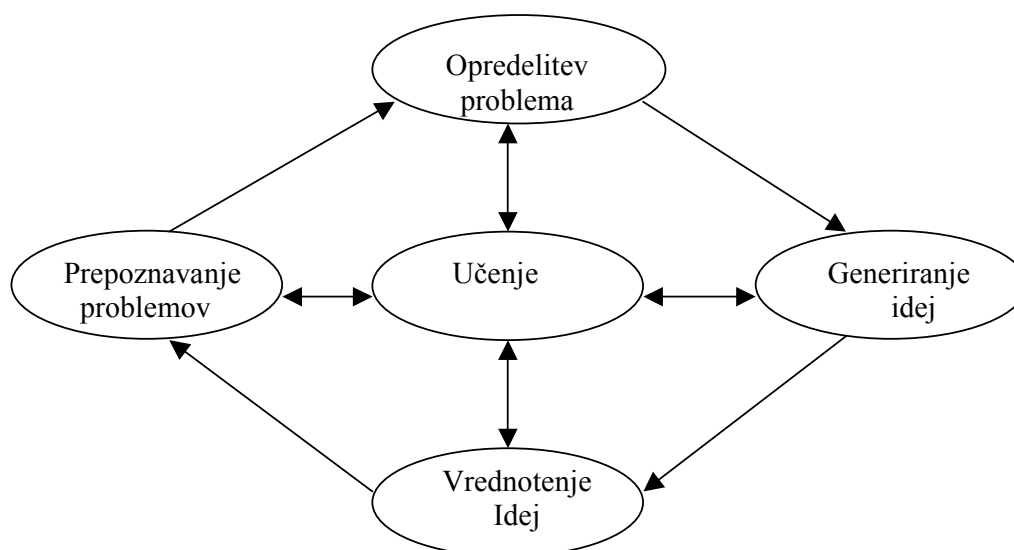 Opredelitev
problema
Prepoznavanje
problemov
Učenje
Generiranje
idej
Vrednotenje
Idej